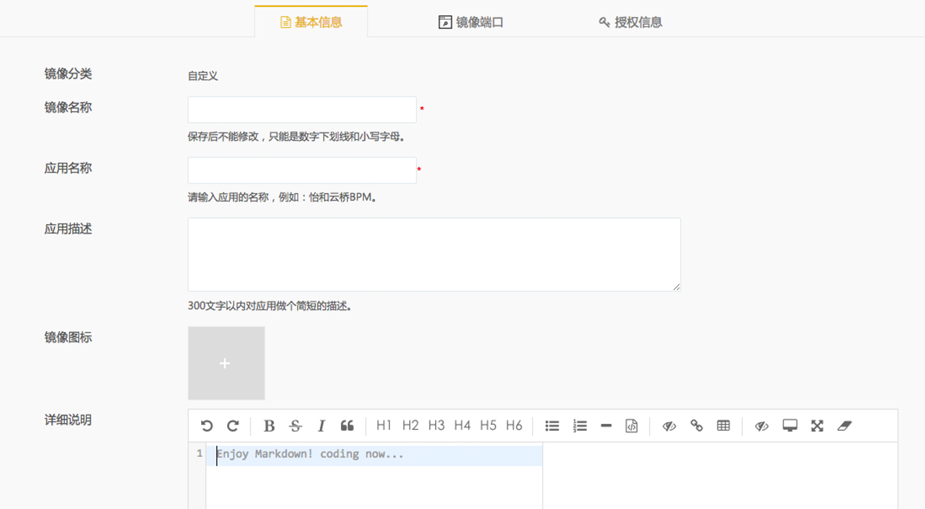 基本信息
镜像端口
授权信息
镜像分类
自定义
镜像名称
*
保存后不能修改，只能是数字下划线和小写字母。
应用名称
*
请输入应用的名称，例如：怡和云桥BPM。
应用描述
300文字以内对应用做个简短的描述。
镜像图标
+
详细说明
B S I H1 H2 H3 H4 H5 H6
1 Enjoy Markdown! coding now...